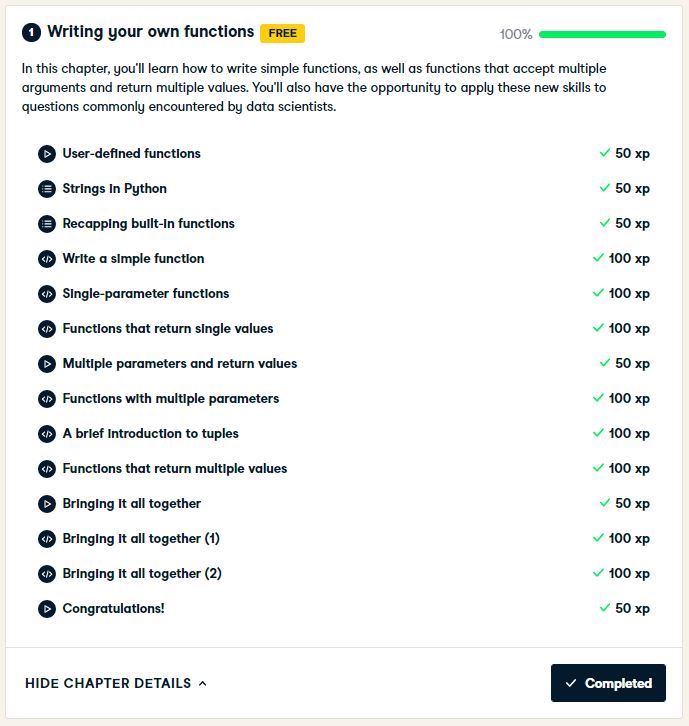 1 Writing your own functions FREE 100%
In this chapter, you'll learn how to write simple functions, as well as functions that accept multiple
arguments and return multiple values. You'll also have the opportunity to apply these new skills to
questions commonly encountered by data scientists.
User-defined functions 50 xp
Strings in Python 50 xp
Recapping built-in functions 50 xp
Write a simple function 100 xp
Single-parameter functions 100 xp
Functions that return single values 100 xp
Multiple parameters and return values 50 xp
Functions with multiple parameters 100 xp
A brief introduction to tuples 100 xp
Functions that return multiple values 100 xp
Bringing it all together 50 xp
Bringing it all together (1) 100 xp
Bringing it all together (2) 100 xp
Congratulations! 50 xp
HIDE CHAPTER DETAILS Completed